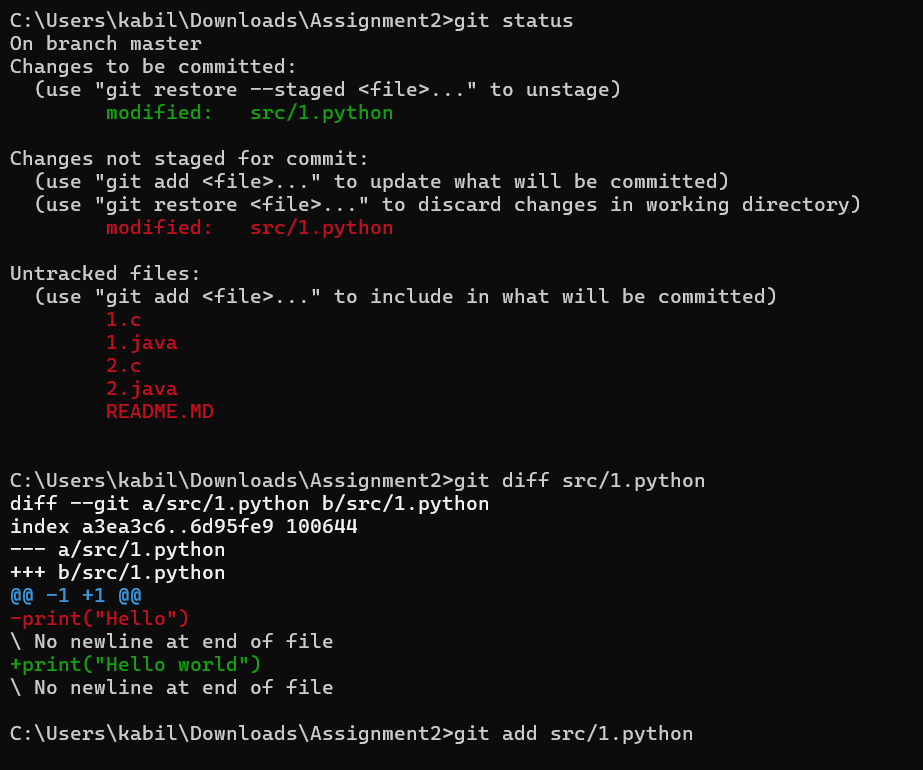 C:\Users\kabil\Downloads\Assignment2>git status
On branch master
Changes to be committed:
  (use "git restore --staged <file>..." to unstage)
        modified:   src/1.python

Changes not staged for commit:
  (use "git add <file>..." to update what will be committed)
  (use "git restore <file>..." to discard changes in working directory)
        modified:   src/1.python

Untracked files:
  (use "git add <file>..." to include in what will be committed)
        1.c
        1.java
        2.c
        2.java
        README.MD


C:\Users\kabil\Downloads\Assignment2>git diff src/1.python
diff --git a/src/1.python b/src/1.python
index a3ea3c6..6d95fe9 100644
--- a/src/1.python
+++ b/src/1.python
@@ -1 +1 @@
-print("Hello")
\ No newline at end of file
+print("Hello world")
\ No newline at end of file

C:\Users\kabil\Downloads\Assignment2>git add src/1.python